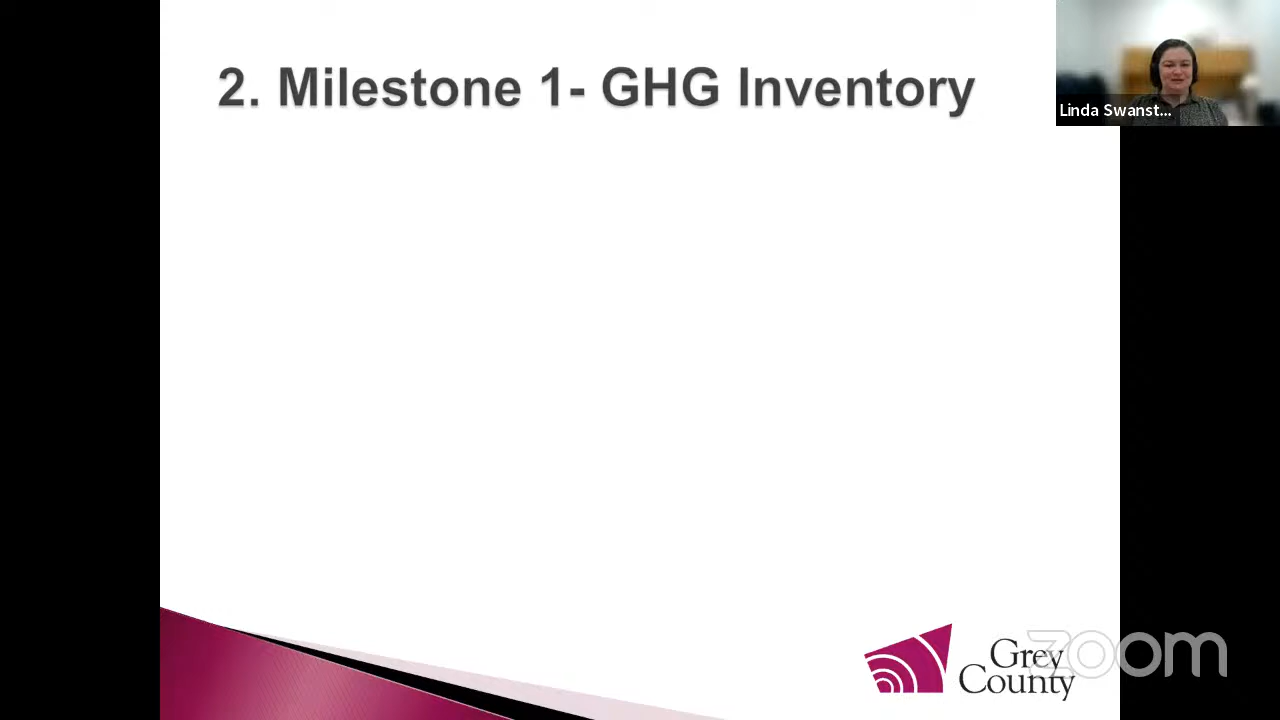 2. Milestone 1- GHG Inventory
Linda Swanst...
Grey
County
zoom